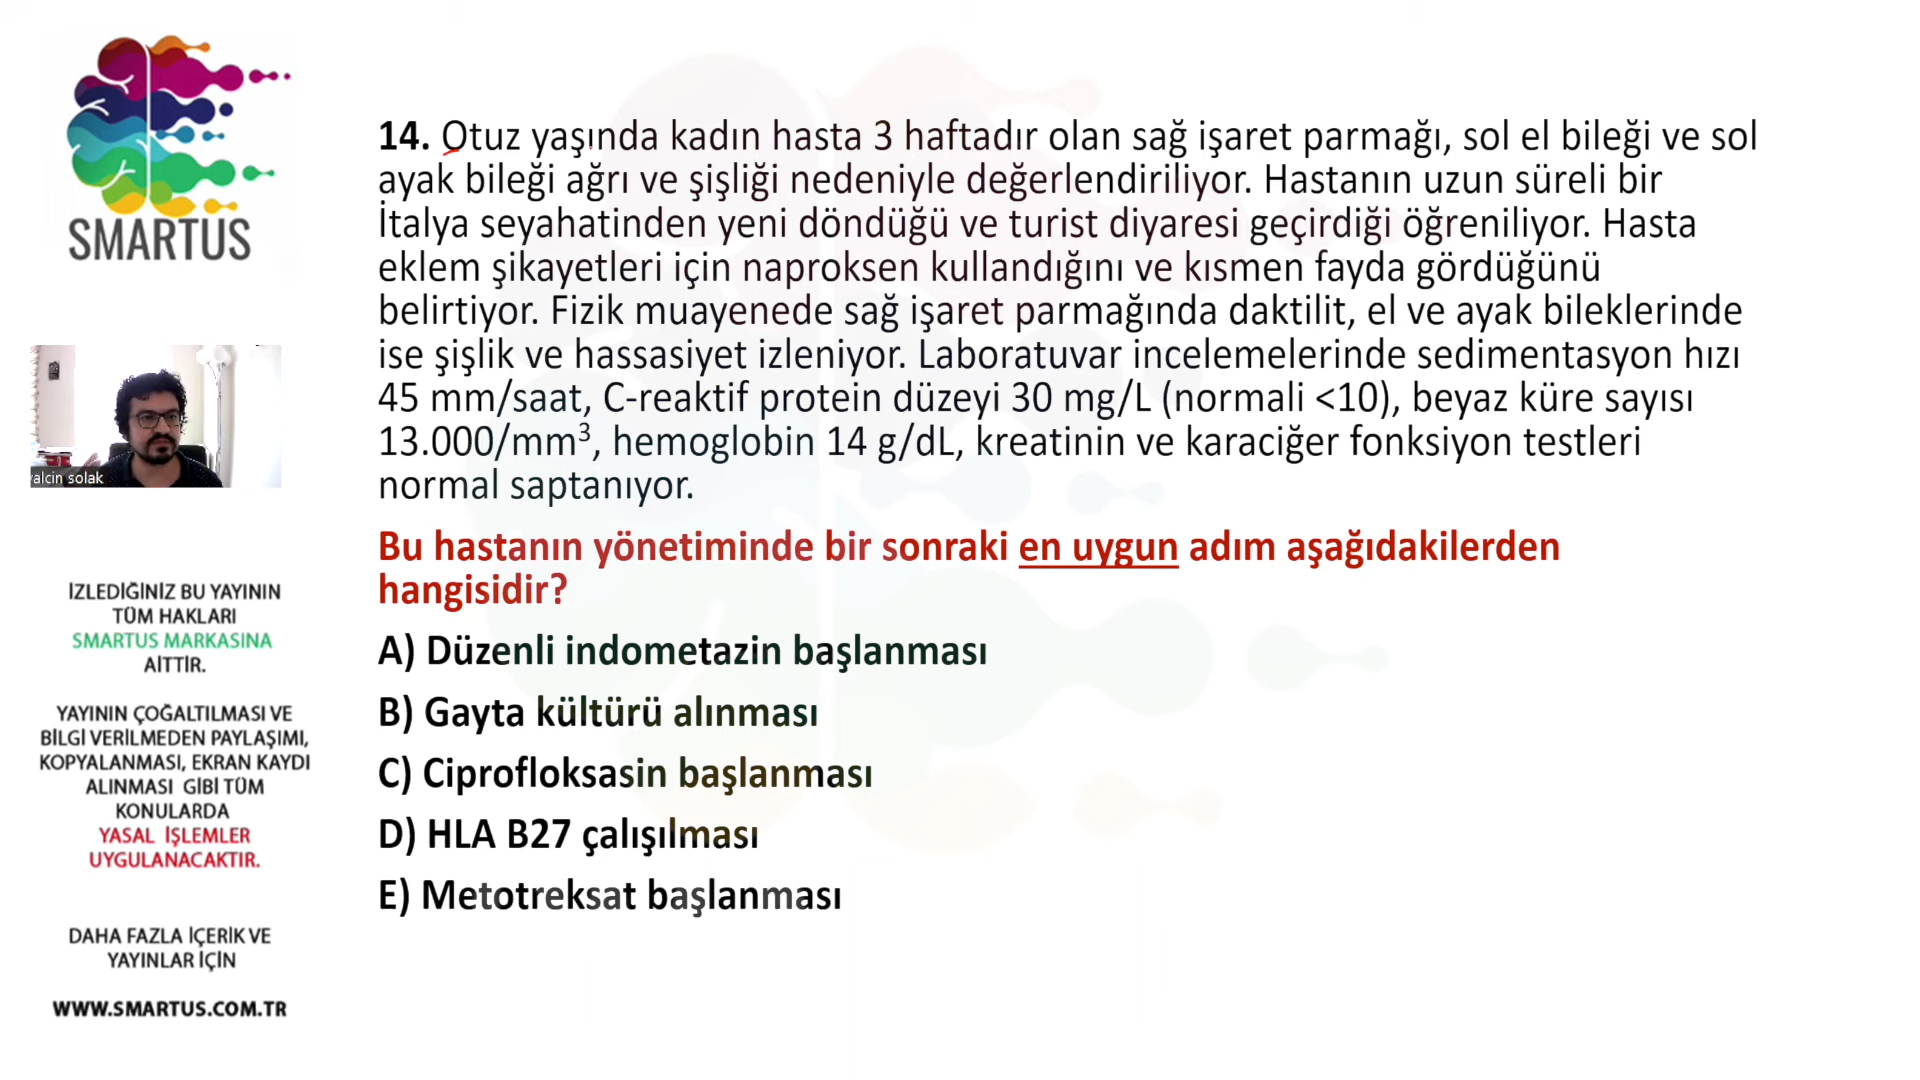 SMARTUS
alcin solak
İZLEDİĞİNİZ BU YAYININ
TÜM HAKLARI
SMARTUS MARKASINA
AİTTİR.
YAYININ ÇOĞALTILMASI VE
BİLGİ VERİLMEDEN PAYLAŞIMI,
KOPYALANMASI, EKRAN KAYDI
ALINMASI GİBİ TÜM
KONULARDA
YASAL İŞLEMLER
UYGULANACAKTIR.
DAHA FAZLA İÇERİK VE
YAYINLAR İÇİN
WWW.SMARTUS.COM.TR
14. Otuz yaşında kadın hasta 3 haftadır olan sağ işaret parmağı, sol el bileği ve sol
ayak bileği ağrı ve şişliği nedeniyle değerlendiriliyor. Hastanın uzun süreli bir
İtalya seyahatinden yeni döndüğü ve turist diyaresi geçirdiği öğreniliyor. Hasta
eklem şikayetleri için naproksen kullandığını ve kısmen fayda gördüğünü
belirtiyor. Fizik muayenede sağ işaret parmağında daktilit, el ve ayak bileklerinde
ise şişlik ve hassasiyet izleniyor. Laboratuvar incelemelerinde sedimentasyon hızı
45 mm/saat, C-reaktif protein düzeyi 30 mg/L (normali <10), beyaz küre sayısı
13.000/mm³, hemoglobin 14 g/dL, kreatinin ve karaciğer fonksiyon testleri
normal saptanıyor.
Bu hastanın yönetiminde bir sonraki en uygun adım aşağıdakilerden
hangisidir?
A) Düzenli indometazin başlanması
B) Gayta kültürü alınması
C) Ciprofloksasin başlanması
D) HLA B27 çalışılması
E) Metotreksat başlanması